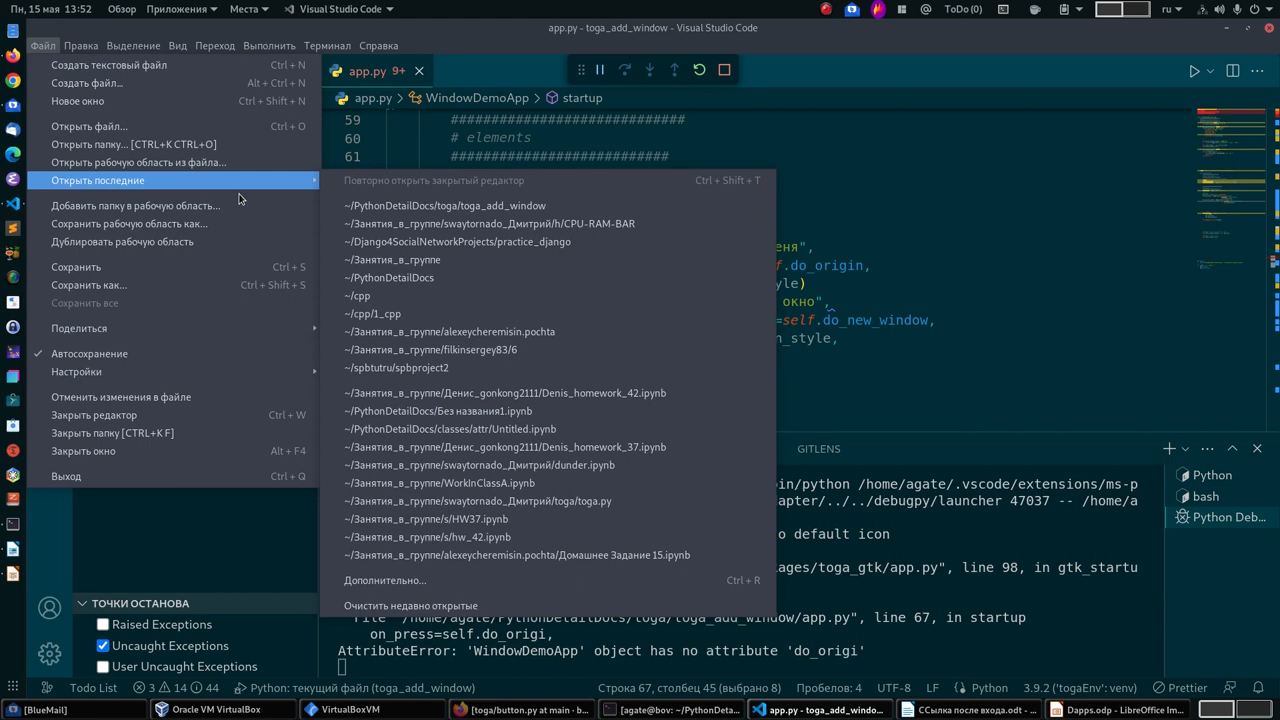 Пн, 15 мая 13:52
Обзор
Приложения
Места
Visual Studio Code
ToDo (0)
ru
app.py - toga_add_window - Visual Studio Code
Файл Правка Выделение Вид Переход Выполнить Терминал Справка
Создать текстовый файл Ctrl + N
Создать файл... Alt + Ctrl + N
Новое окно Ctrl + Shift + N
Открыть файл... Ctrl + O
Открыть папку... [CTRL+K CTRL+O]
Открыть рабочую область из файла...
Открыть последние
Добавить папку в рабочую область...
Сохранить рабочую область как...
Дублировать рабочую область
Сохранить Ctrl + S
Сохранить как... Ctrl + Shift + S
Сохранить все
Поделиться
Автосохранение
Настройки
Отменить изменения в файле
Закрыть редактор Ctrl + W
Закрыть папку [CTRL+K F]
Закрыть окно Alt + F4
Выход Ctrl + Q
app.py 9+
app.py > WindowDemoApp > startup
59 ############################
60 # elements
61 ##########################
Повторно открыть закрытый редактор Ctrl + Shift + T
~/PythonDetailDocs/toga/toga_add_window
~/Занятия_в_группе/swaytornado_Дмитрий/h/CPU-RAM-BAR
~/Django4SocialNetworkProjects/practice_django
~/Занятия_в_группе
~/PythonDetailDocs
~/cpp
~/cpp/1_cpp
~/Занятия_в_группе/alexeycheremisin.pochta
~/Занятия_в_группе/filkinsergey83/6
~/spbtutru/spbproject2
~/Занятия_в_группе/Денис_gonkong2111/Denis_homework_42.ipynb
~/PythonDetailDocs/Без названия1.ipynb
~/PythonDetailDocs/classes/attr/Untitled.ipynb
~/Занятия_в_группе/Денис_gonkong2111/Denis_homework_37.ipynb
~/Занятия_в_группе/swaytornado_Дмитрий/dunder.ipynb
~/Занятия_в_группе/WorkInClassA.ipynb
~/Занятия_в_группе/swaytornado_Дмитрий/toga/toga.py
~/Занятия_в_группе/s/HW37.ipynb
~/Занятия_в_группе/s/hw_42.ipynb
~/Занятия_в_группе/alexeycheremisin.pochta/Домашнее Задание 15.ipynb
Дополнительно... Ctrl + R
Очистить недавно открытые
еня",
f.do_origin,
yle)
окно",
=self.do_new_window,
n_style,
GITLENS
in/python /home/agate/.vscode/extensions/ms-p
apter/../../debugpy/launcher 47037 -- /home/a
o default icon
ages/toga_gtk/app.py", line 98, in gtk_startu
File "/home/agate/PythonDetailDocs/toga/toga_add_window/app.py", line 67, in startup
on_press=self.do_origi,
AttributeError: 'WindowDemoApp' object has no attribute 'do_origi'
Python
bash
Python Deb...
ТОЧКИ ОСТАНОВА
Raised Exceptions
Uncaught Exceptions
User Uncaught Exceptions
Todo List
3 14 44
Python: текущий файл (toga_add_window)
Строка 67, столбец 45 (выбрано 8)
Пробелов: 4
UTF-8
LF
Python
3.9.2 ('togaEnv': venv)
Prettier
[BlueMail]
Oracle VM VirtualBox
VirtualBoxVM
[toga/button.py at main - b...
[agate@bov: ~/PythonDetai...
app.py - toga_add_window...
ССылка после входа.odt - ...
Dapps.odp - LibreOffice Im...